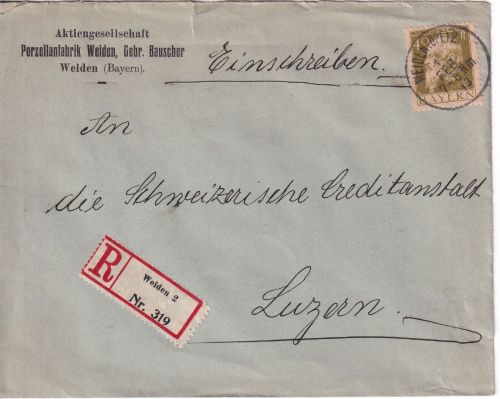 Aktiengesellschaft
Porzellanfabrik Weiden, Gebr. Bauscher
Weiden (Bayern).
Einschreiben.
BAYERN
An
die Schweizerische Creditanstalt
R
Weiden 2
Nr. 319
Luzern.